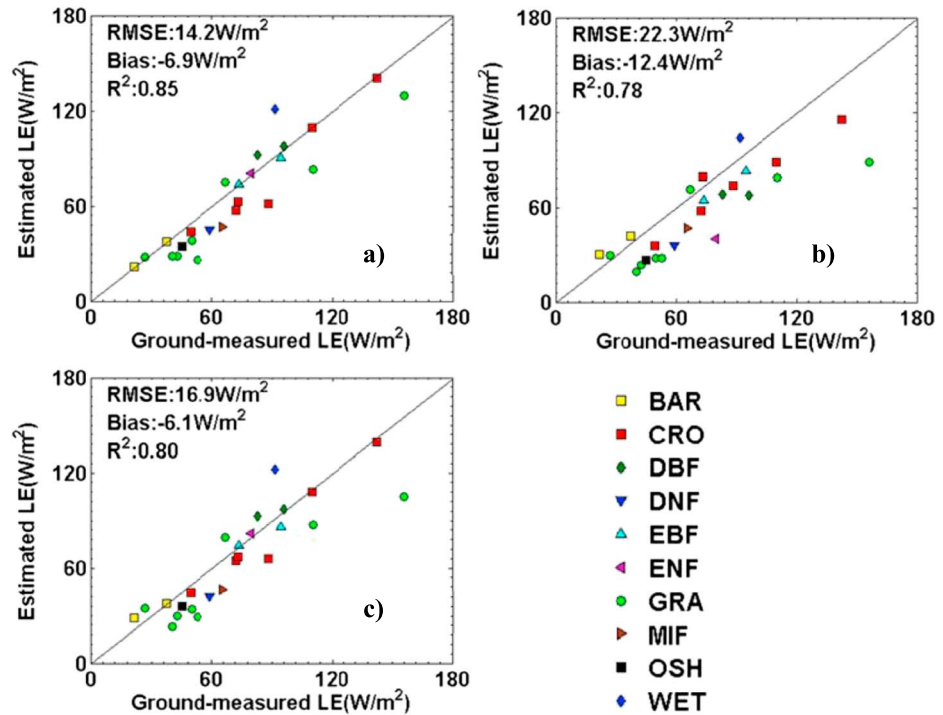 180
RMSE:14.2W/m²
Bias:-6.9W/m²
R²:0.85
120
60
0
Estimated LE(W/m²)
a)
0 60 120 180
Ground-measured LE(W/m²)
180
RMSE:22.3W/m²
Bias:-12.4W/m²
R²:0.78
120
60
0
Estimated LE(W/m²)
b)
0 60 120 180
Ground-measured LE(W/m²)
180
RMSE:16.9W/m²
Bias:-6.1W/m²
R²:0.80
120
60
0
Estimated LE(W/m²)
c)
0 60 120 180
Ground-measured LE(W/m²)
BAR
CRO
DBF
DNF
EBF
ENF
GRA
MIF
OSH
WET